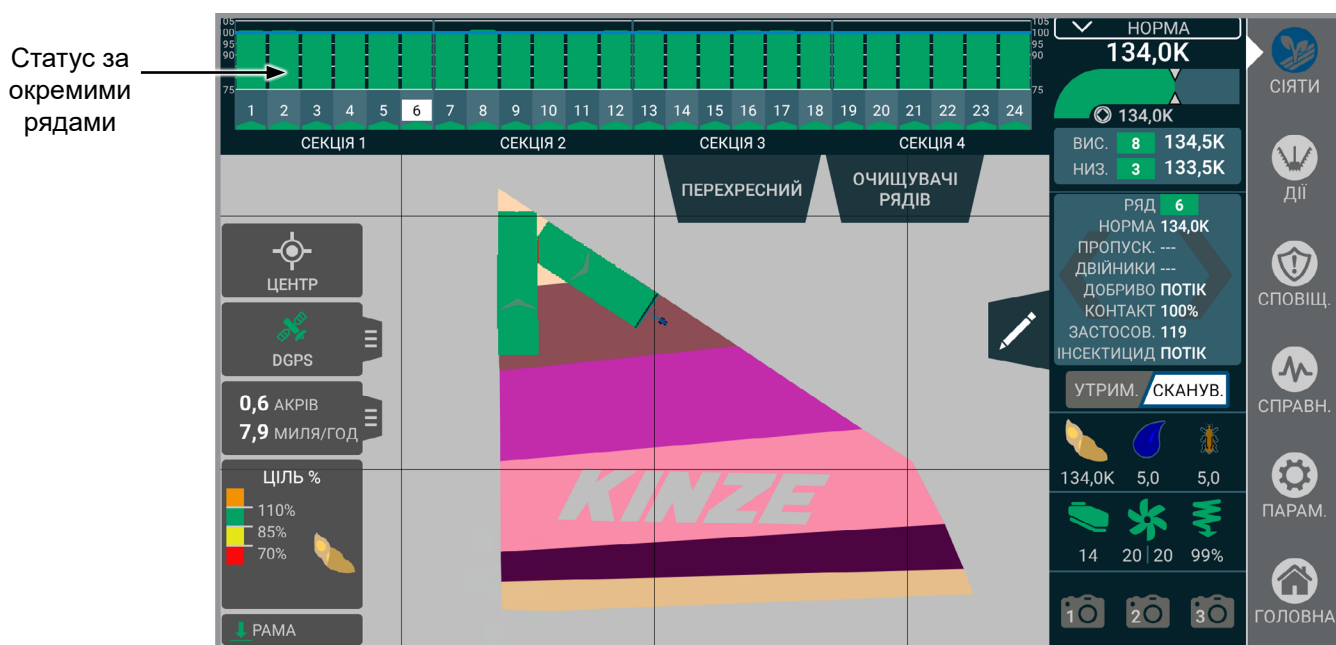 Статус за
окремими
рядами
105
100
95
90
75
105
100
95
90
75
1 2 3 4 5 6 7 8 9 10 11 12 13 14 15 16 17 18 19 20 21 22 23 24
СЕКЦІЯ 1 СЕКЦІЯ 2 СЕКЦІЯ 3 СЕКЦІЯ 4
ПЕРЕХРЕСНИЙ
ОЧИЩУВАЧІ
РЯДІВ
ЦЕНТР
DGPS
0,6 АКРІВ
7,9 МИЛЯ/ГОД
ЦІЛЬ %
110%
85%
70%
РАМА
KINZE
НОРМА
134,0K
134,0K
ВИС. 8 134,5K
НИЗ. 3 133,5K
РЯД 6
НОРМА 134,0K
ПРОПУСК. ---
ДВІЙНИКИ ---
ДОБРИВО ПОТІК
КОНТАКТ 100%
ЗАСТОСОВ. 119
ІНСЕКТИЦИД ПОТІК
УТРИМ. СКАНУВ.
134,0K 5,0 5,0
14 20 20 99%
1 2 3
СІЯТИ
ДІЇ
СПОВІЩ.
СПРАВН.
ПАРАМ.
ГОЛОВНА